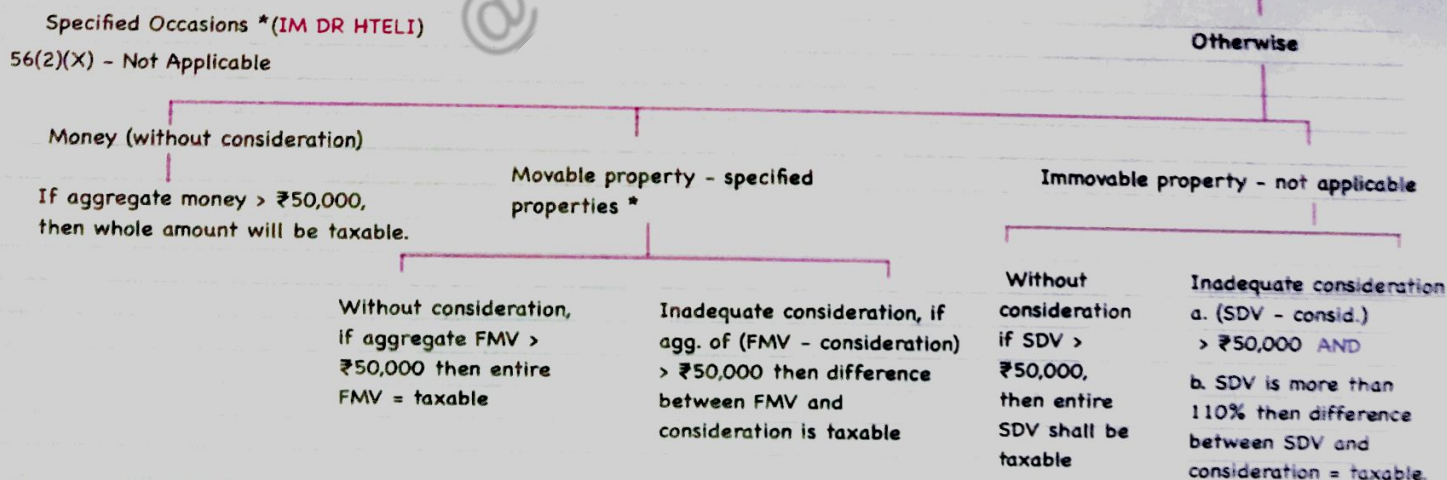 Specified Occasions *(IM DR HTELI)
56(2)(X) - Not Applicable
@
Otherwise
Money (without consideration)
If aggregate money > ₹50,000,
then whole amount will be taxable.
Movable property - specified
properties *
Without consideration,
if aggregate FMV >
₹50,000 then entire
FMV = taxable
Inadequate consideration, if
agg. of (FMV - consideration)
> ₹50,000 then difference
between FMV and
consideration is taxable
Immovable property - not applicable
Without
consideration
if SDV >
₹50,000,
then entire
SDV shall be
taxable
Inadequate consideration
a. (SDV - consid.)
> ₹50,000 AND
b. SDV is more than
110% then difference
between SDV and
consideration = taxable.